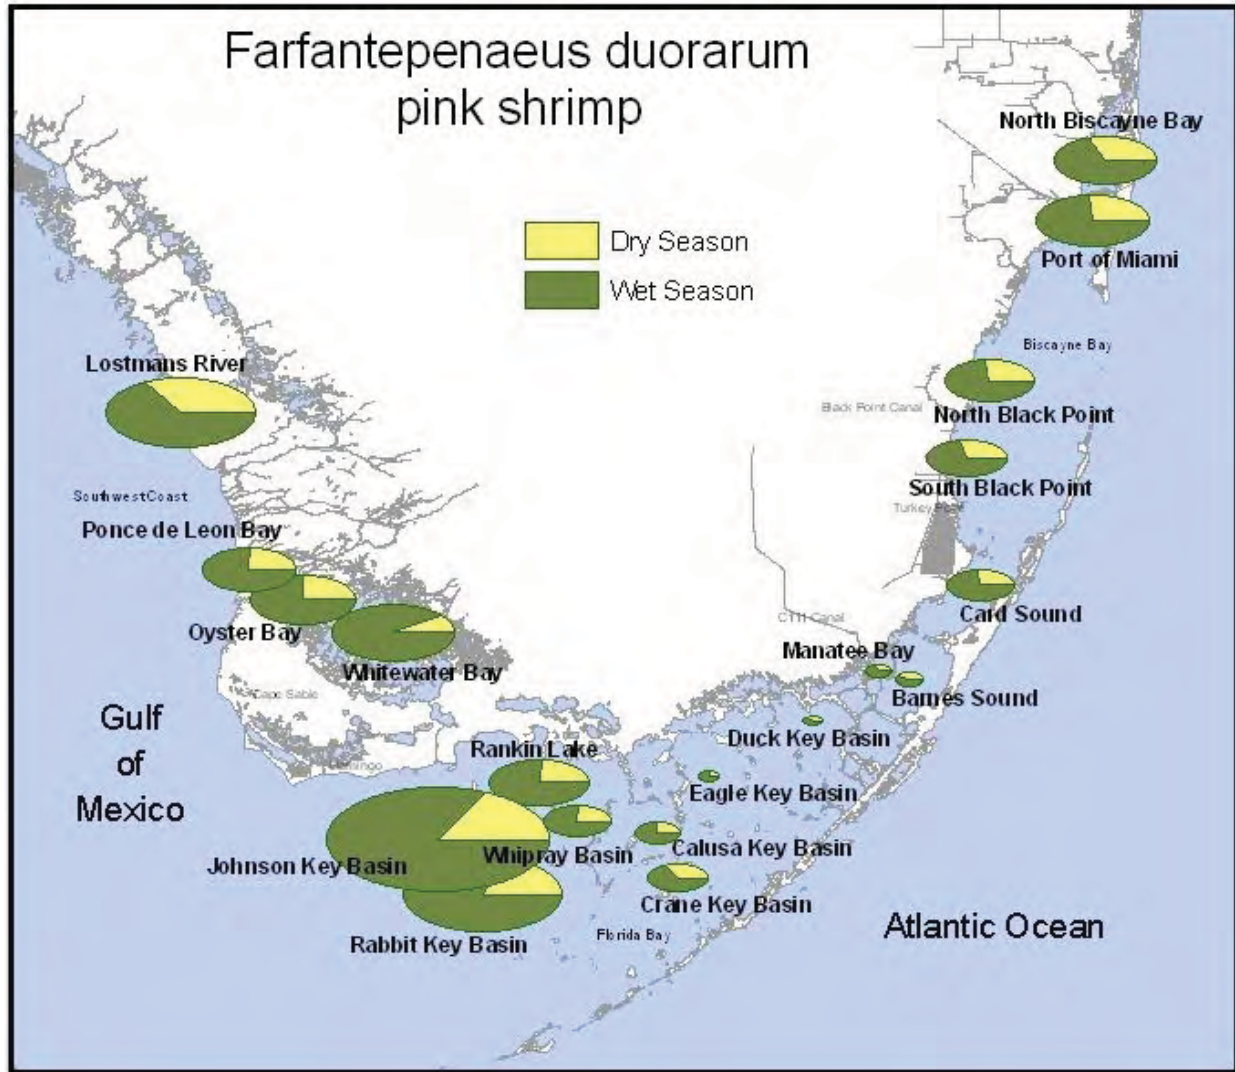 Farfantepenaeus duorarum
pink shrimp
North Biscayne Bay
Dry Season
Wet Season
Port of Miami
Biscayne Bay
Lostmans River
Black Point Canal
North Black Point
South Black Point
Southwest Coast
Turkey Point
Ponce de Leon Bay
Oyster Bay
Card Sound
C111 Canal
Whitewater Bay
Manatee Bay
Barnes Sound
Cape Sable
Gulf
of
Mexico
Duck Key Basin
Rankin Lake
Flamingo
Eagle Key Basin
Johnson Key Basin
Whipray Basin
Calusa Key Basin
Crane Key Basin
Atlantic Ocean
Rabbit Key Basin
Florida Bay